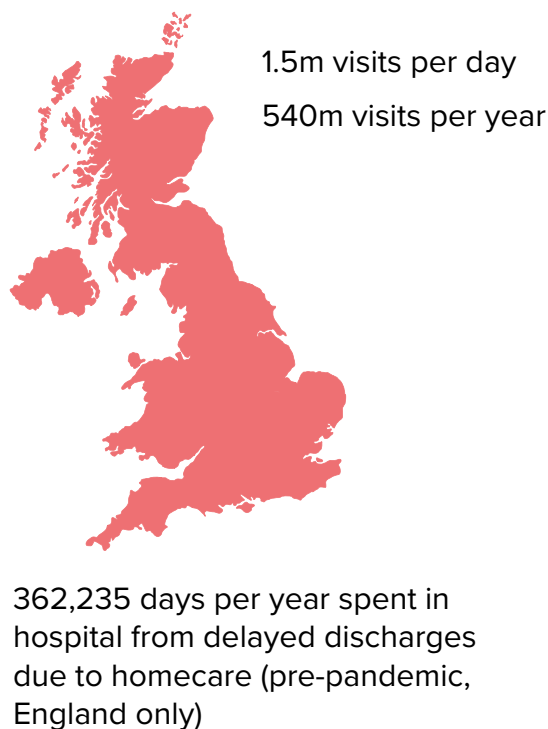 1.5m visits per day
540m visits per year
362,235 days per year spent in
hospital from delayed discharges
due to homecare (pre-pandemic,
England only)